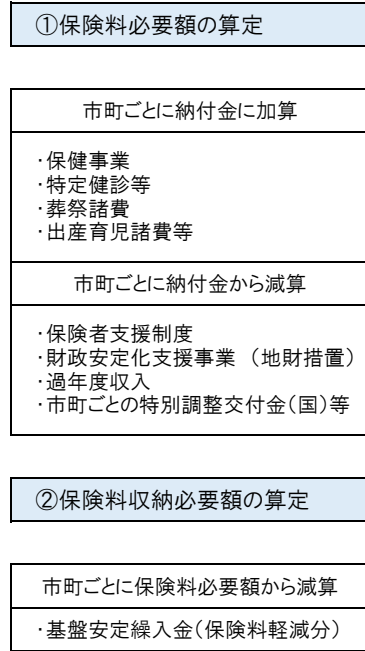 ①保険料必要額の算定
市町ごとに納付金に加算
・保健事業
・特定健診等
・葬祭諸費
・出産育児諸費等
市町ごとに納付金から減算
・保険者支援制度
・財政安定化支援事業　（地財措置）
・過年度収入
・市町ごとの特別調整交付金（国）等
②保険料収納必要額の算定
市町ごとに保険料必要額から減算
・基盤安定繰入金（保険料軽減分）